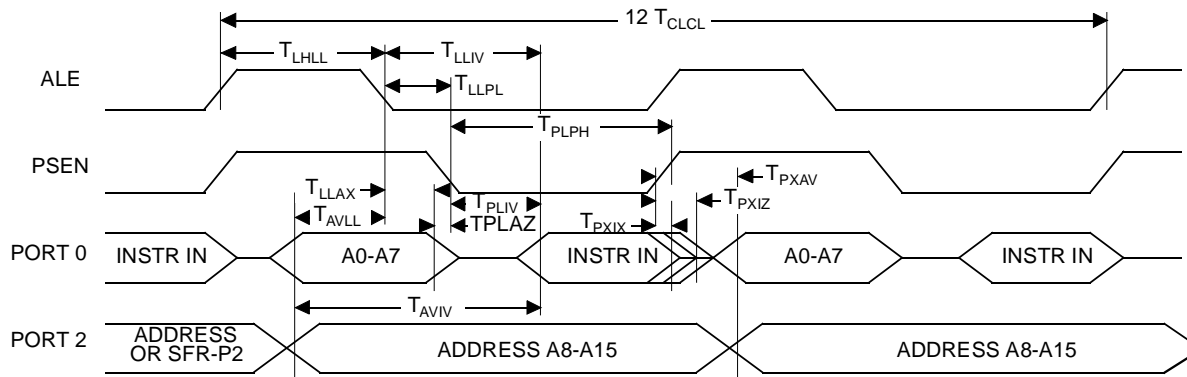 12 TCLCL
TLHLL TLLIV
ALE
TLLPL
TPLPH
PSEN
TLLAX TPXAV
TPLIV TPXIZ
TAVLL TPLAZ TPXIX
PORT 0 INSTR IN A0-A7 INSTR IN A0-A7 INSTR IN
TAVIV
PORT 2 ADDRESS OR SFR-P2 ADDRESS A8-A15 ADDRESS A8-A15